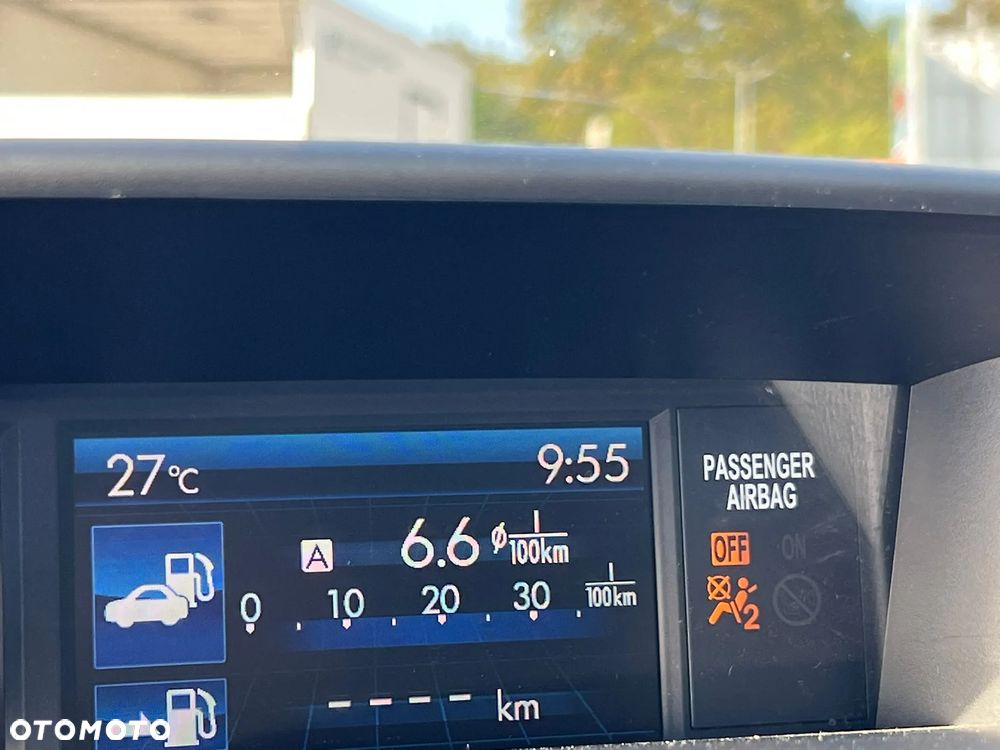 27°C 9:55
PASSENGER
AIRBAG
A 6.6 ø l/100km
OFF ON
0 10 20 30 l/100km
2
---- km
OTOMOTO